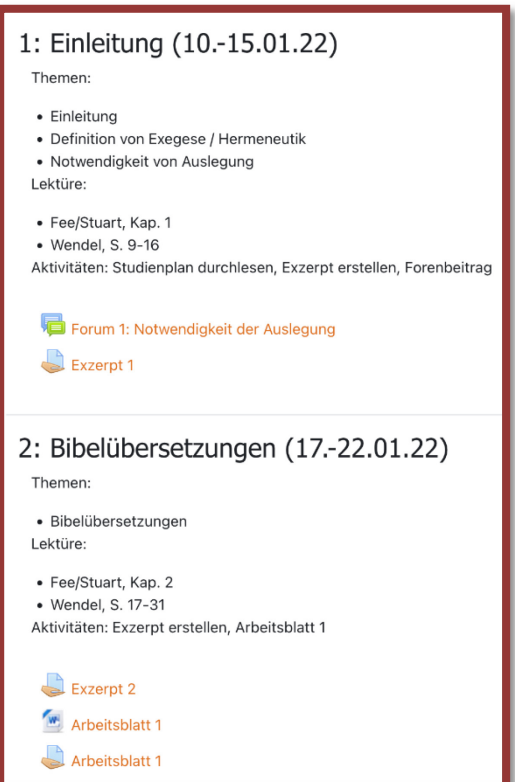 1: Einleitung (10.-15.01.22)
Themen:
• Einleitung
• Definition von Exegese / Hermeneutik
• Notwendigkeit von Auslegung
Lektüre:
• Fee/Stuart, Kap. 1
• Wendel, S. 9-16
Aktivitäten: Studienplan durchlesen, Exzerpt erstellen, Forenbeitrag
Forum 1: Notwendigkeit der Auslegung
Exzerpt 1
2: Bibelübersetzungen (17.-22.01.22)
Themen:
• Bibelübersetzungen
Lektüre:
• Fee/Stuart, Kap. 2
• Wendel, S. 17-31
Aktivitäten: Exzerpt erstellen, Arbeitsblatt 1
Exzerpt 2
Arbeitsblatt 1
Arbeitsblatt 1